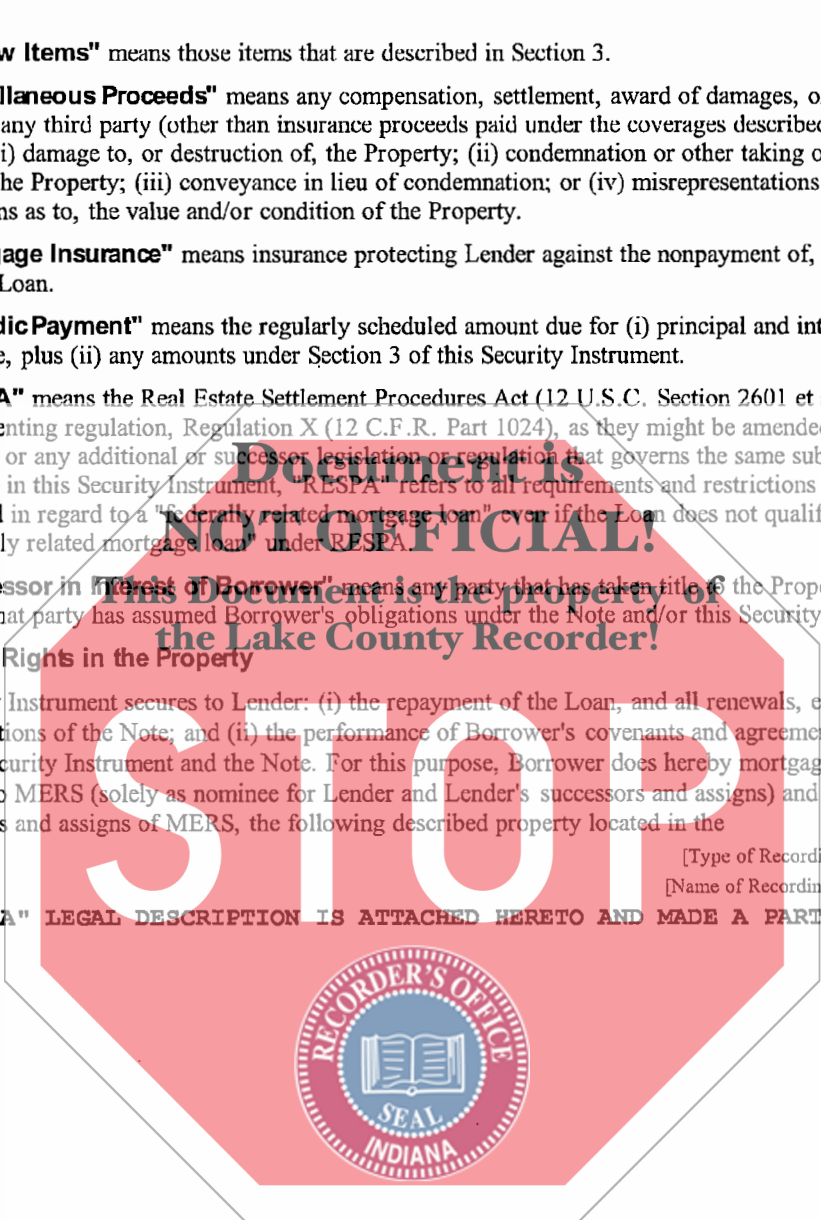 w Items" means those items that are described in Section 3.
llaneous Proceeds" means any compensation, settlement, award of damages, o
any third party (other than insurance proceeds paid under the coverages described
i) damage to, or destruction of, the Property; (ii) condemnation or other taking o
he Property; (iii) conveyance in lieu of condemnation; or (iv) misrepresentations
ns as to, the value and/or condition of the Property.
gage Insurance" means insurance protecting Lender against the nonpayment of,
Loan.
dic Payment" means the regularly scheduled amount due for (i) principal and int
e, plus (ii) any amounts under Section 3 of this Security Instrument.
A" means the Real Estate Settlement Procedures Act (12 U.S.C. Section 2601 et
enting regulation, Regulation X (12 C.F.R. Part 1024), as they might be amende
or any additional or successor legislation or regulation that governs the same sub
Document is
in this Security Instrument, "RESPA" refers to all requirements and restrictions
l in regard to a "federally related mortgage loan" even if the Loan does not qualif
NOT OFFICIAL!
ly related mortgage loan" under RESPA.
essor in Interest of Borrower" means any party that has taken title to the Prope
This Document is the property of
hat party has assumed Borrower's obligations under the Note and/or this Security
the Lake County Recorder!
Rights in the Property
Instrument secures to Lender: (i) the repayment of the Loan, and all renewals, e
tions of the Note; and (ii) the performance of Borrower's covenants and agreeme
curity Instrument and the Note. For this purpose, Borrower does hereby mortgag
o MERS (solely as nominee for Lender and Lender's successors and assigns) and
s and assigns of MERS, the following described property located in the
STOP
[Type of Recordi
[Name of Recordin
A" LEGAL DESCRIPTION IS ATTACHED HERETO AND MADE A PART
RECORDER'S OFFICE
SEAL
INDIANA